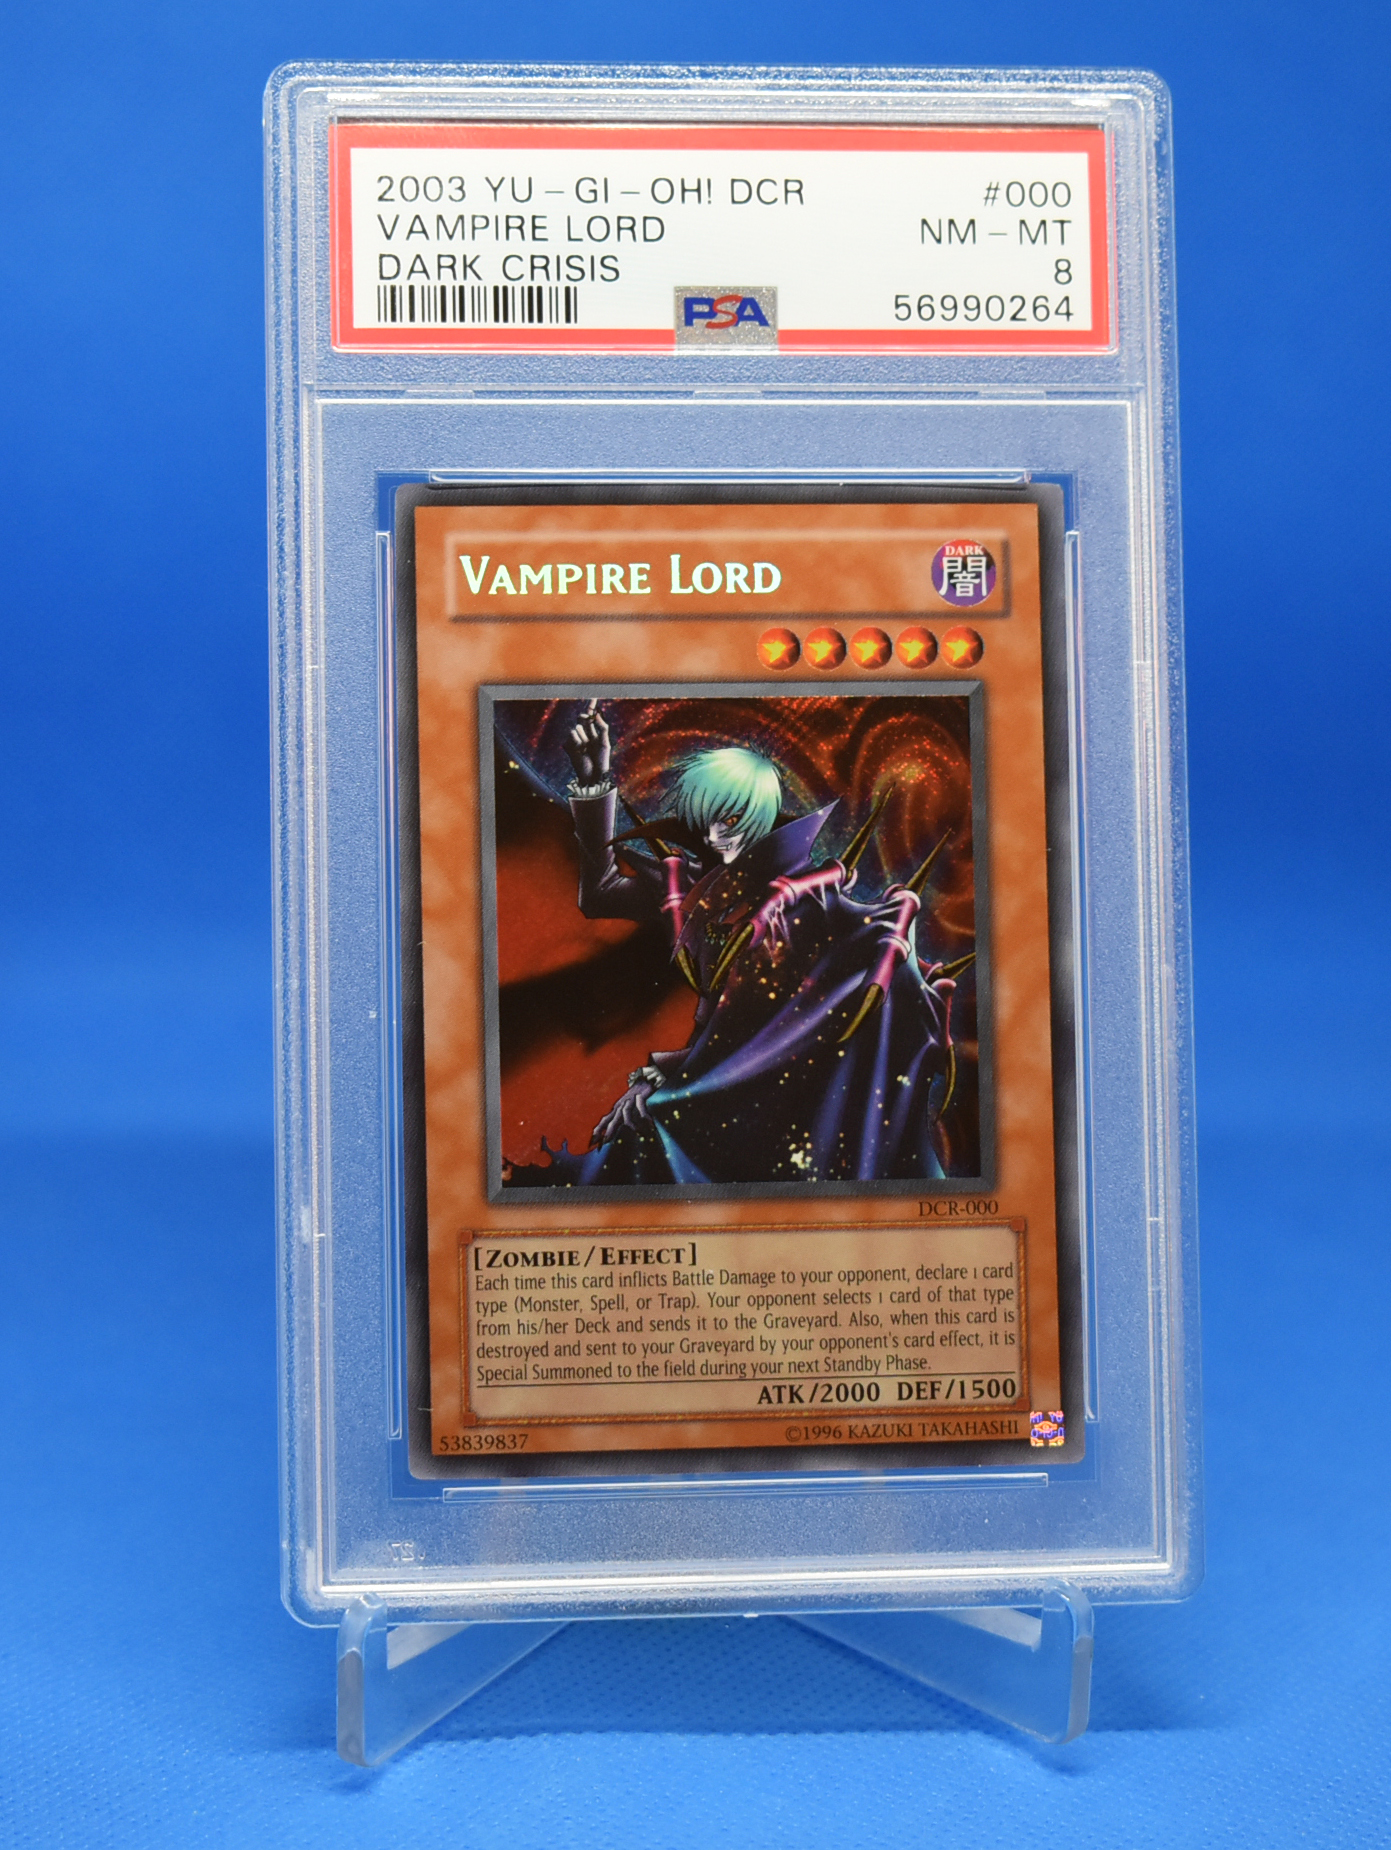 2003 YU-GI-OH! DCR #000
VAMPIRE LORD NM-MT
DARK CRISIS 8
PSA 56990264
VAMPIRE LORD
DARK
闇
DCR-000
[ZOMBIE/EFFECT]
Each time this card inflicts Battle Damage to your opponent, declare 1 card
type (Monster, Spell, or Trap). Your opponent selects 1 card of that type
from his/her Deck and sends it to the Graveyard. Also, when this card is
destroyed and sent to your Graveyard by your opponent's card effect, it is
Special Summoned to the field during your next Standby Phase.
ATK/2000 DEF/1500
53839837 ©1996 KAZUKI TAKAHASHI